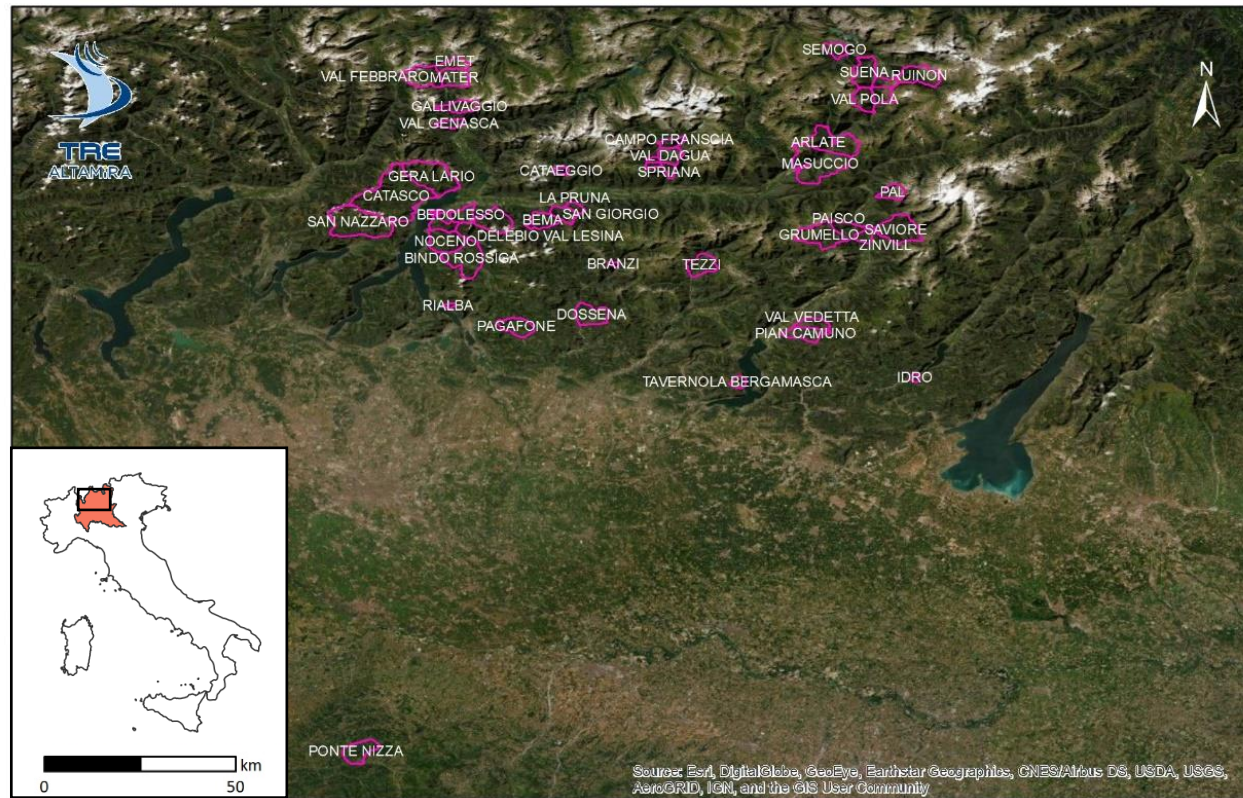 TRE
ALTAMIRA
N
SEMOGO
EMET
SUENA
RUINON
VAL FEBBRAROMATER
VAL POLA
GALLIVAGGIO
VAL GENASCA
CAMPO FRANSCIA
ARLATE
VAL DAGUA
MASUCCIO
CATAEGGIO
SPRIANA
GERA LARIO
PAL
CATASCO
LA PRUNA
SAN NAZZARO
BEDOLESSO
BEMA
SAN GIORGIO
PAISCO
SAVIORE
NOCENO
DELEBIO VAL LESINA
GRUMELLO
ZINVILL
BINDO ROSSIGA
BRANZI
TEZZI
RIALBA
DOSSENA
VAL VEDETTA
PAGAFONE
PIAN CAMUNO
TAVERNOLA BERGAMASCA
IDRO
PONTE NIZZA
km
0
50
Source: Esri, DigitalGlobe, GeoEye, Earthstar Geographics, CNES/Airbus DS, USDA, USGS,
AeroGRID, IGN, and the GIS User Community